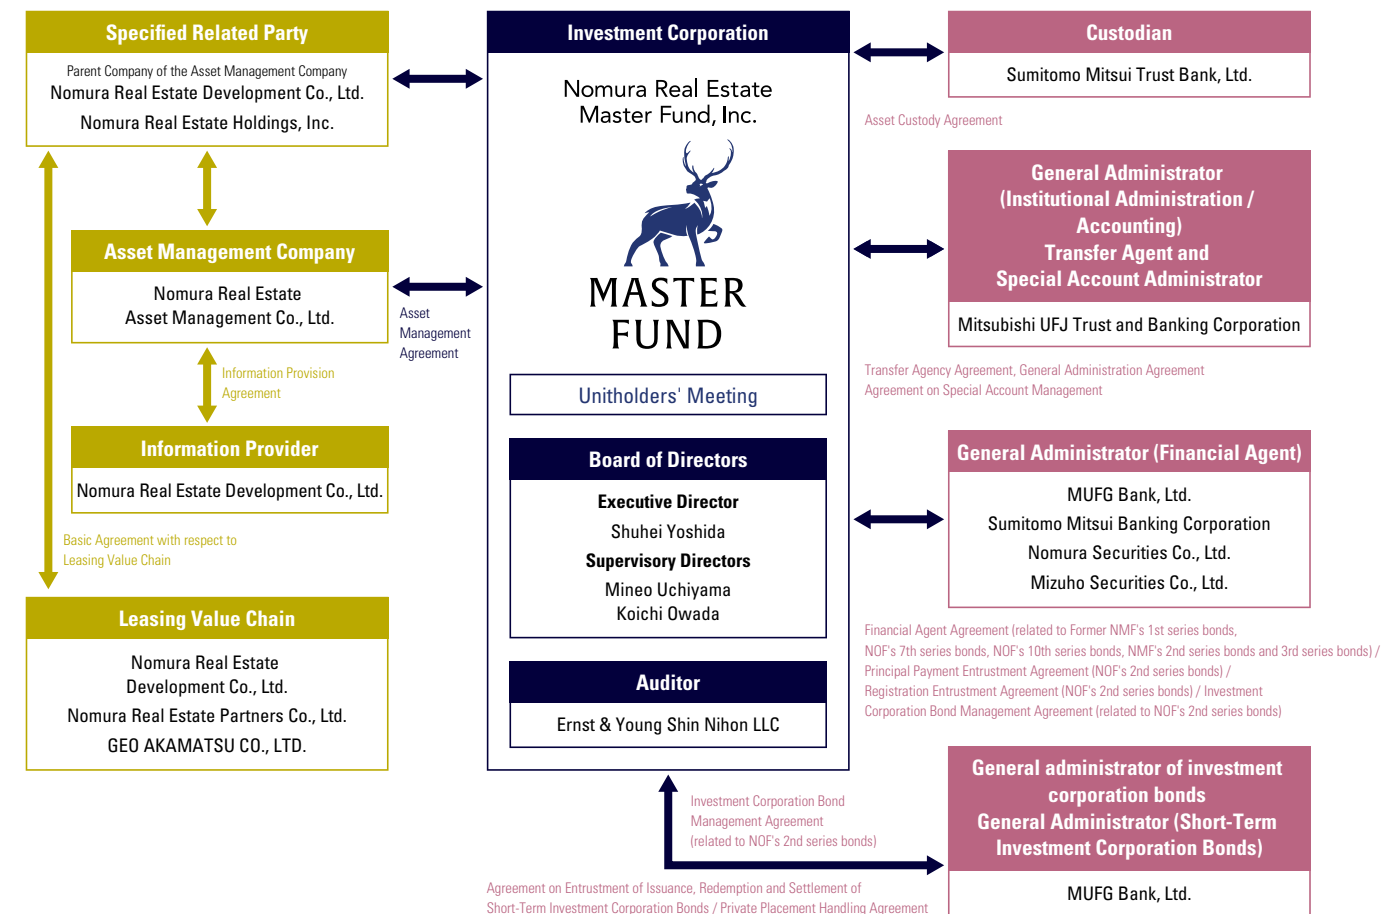 Specified Related Party
Parent Company of the Asset Management Company
Nomura Real Estate Development Co., Ltd.
Nomura Real Estate Holdings, Inc.
Asset Management Company
Nomura Real Estate
Asset Management Co., Ltd.
Asset
Management
Agreement
Information Provision
Agreement
Information Provider
Nomura Real Estate Development Co., Ltd.
Basic Agreement with respect to
Leasing Value Chain
Leasing Value Chain
Nomura Real Estate
Development Co., Ltd.
Nomura Real Estate Partners Co., Ltd.
GEO AKAMATSU CO., LTD.
Investment Corporation
Nomura Real Estate
Master Fund, Inc.
MASTER
FUND
Unitholders' Meeting
Board of Directors
Executive Director
Shuhei Yoshida
Supervisory Directors
Mineo Uchiyama
Koichi Owada
Auditor
Ernst & Young Shin Nihon LLC
Investment Corporation Bond
Management Agreement
(related to NOF's 2nd series bonds)
Agreement on Entrustment of Issuance, Redemption and Settlement of
Short-Term Investment Corporation Bonds / Private Placement Handling Agreement
Custodian
Sumitomo Mitsui Trust Bank, Ltd.
Asset Custody Agreement
General Administrator
(Institutional Administration /
Accounting)
Transfer Agent and
Special Account Administrator
Mitsubishi UFJ Trust and Banking Corporation
Transfer Agency Agreement, General Administration Agreement
Agreement on Special Account Management
General Administrator (Financial Agent)
MUFG Bank, Ltd.
Sumitomo Mitsui Banking Corporation
Nomura Securities Co., Ltd.
Mizuho Securities Co., Ltd.
Financial Agent Agreement (related to Former NMF's 1st series bonds,
NOF's 7th series bonds, NOF's 10th series bonds, NMF's 2nd series bonds and 3rd series bonds) /
Principal Payment Entrustment Agreement (NOF's 2nd series bonds) /
Registration Entrustment Agreement (NOF's 2nd series bonds) / Investment
Corporation Bond Management Agreement (related to NOF's 2nd series bonds)
General administrator of investment
corporation bonds
General Administrator (Short-Term
Investment Corporation Bonds)
MUFG Bank, Ltd.